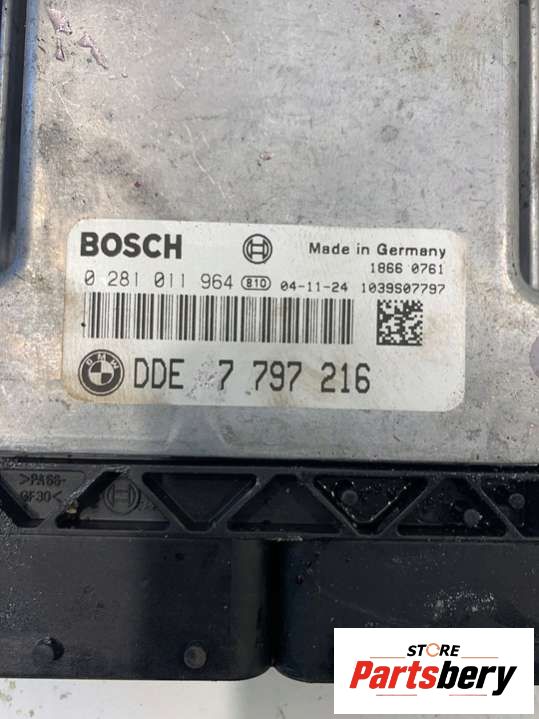 BOSCH
Made in Germany
1866 0761
0 281 011 964 810 04-11-24 1039S07797
BMW
DDE 7 797 216
>PA66-
GF30<
STORE
Partsbery